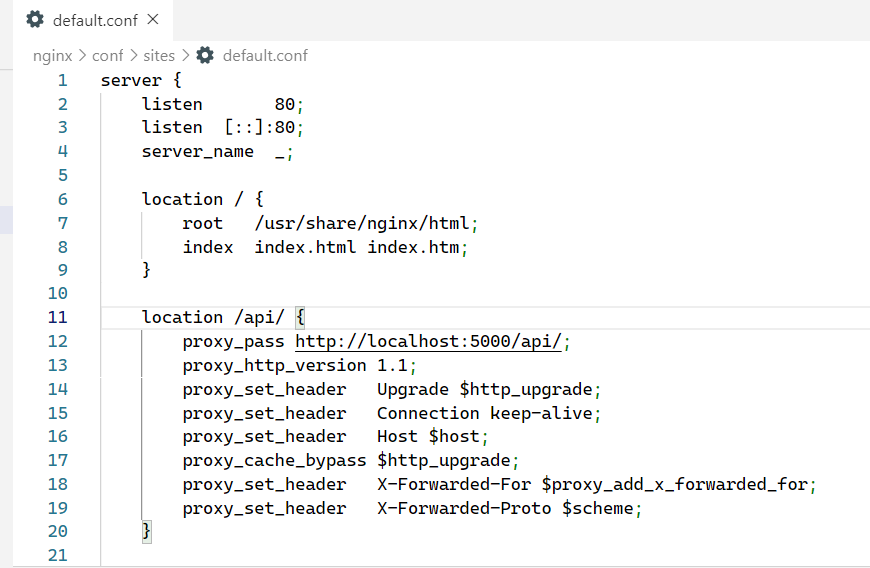 default.conf ×
nginx > conf > sites > default.conf
1 server {
2     listen       80;
3     listen  [::]:80;
4     server_name  _;
5
6     location / {
7         root   /usr/share/nginx/html;
8         index  index.html index.htm;
9     }
10
11     location /api/ {
12         proxy_pass http://localhost:5000/api/;
13         proxy_http_version 1.1;
14         proxy_set_header   Upgrade $http_upgrade;
15         proxy_set_header   Connection keep-alive;
16         proxy_set_header   Host $host;
17         proxy_cache_bypass $http_upgrade;
18         proxy_set_header   X-Forwarded-For $proxy_add_x_forwarded_for;
19         proxy_set_header   X-Forwarded-Proto $scheme;
20     }
21